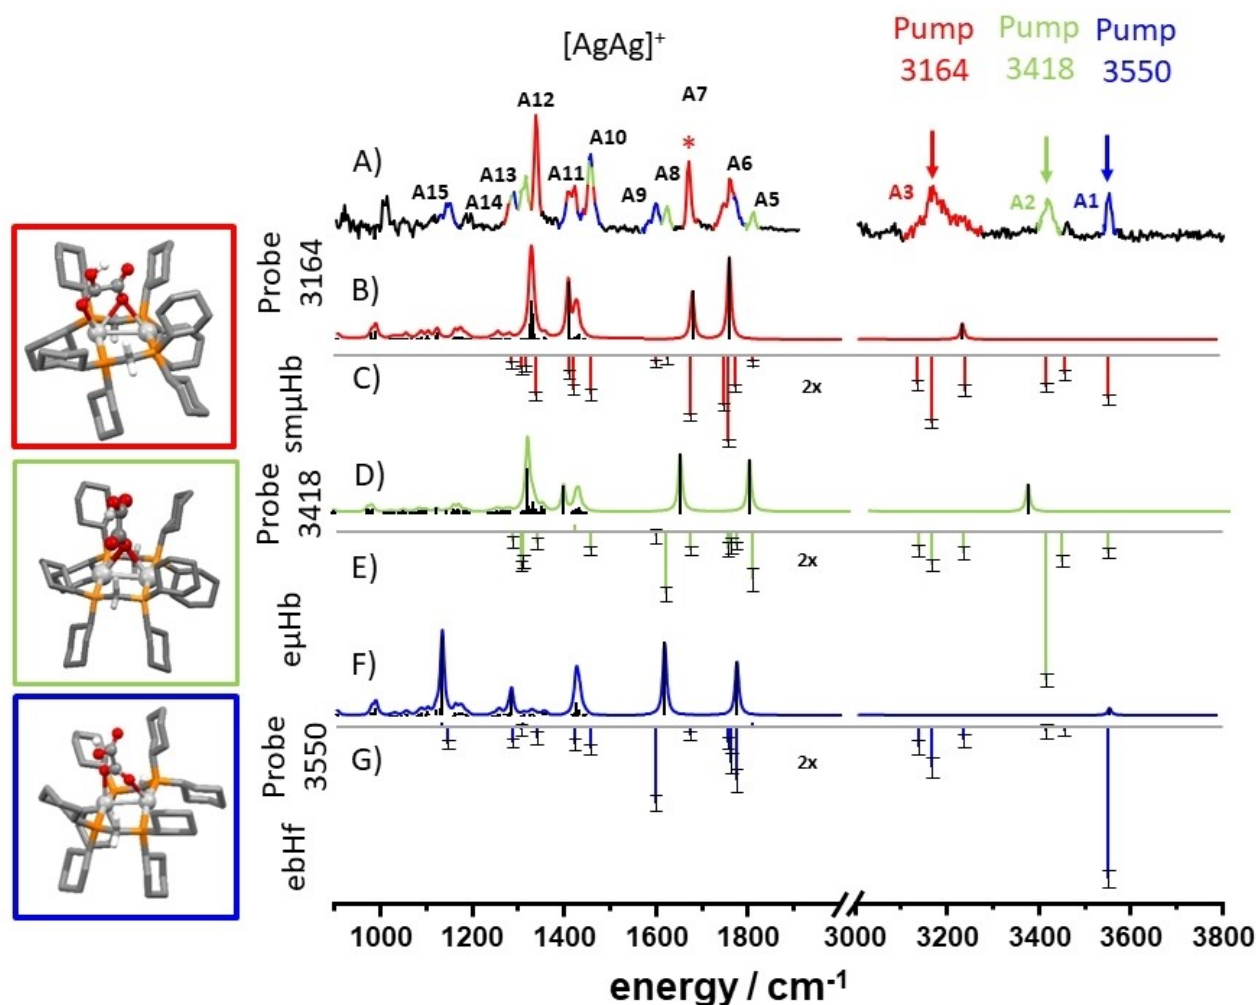 [AgAg]⁺
Pump
3164
Pump
3418
Pump
3550
A)
A15
A14
A13
A12
A11
A10
A9
A8
A7
*
A6
A5
A3
A2
A1
Probe
3164
smμHb
B)
C)
2x
Probe
3418
eμHb
D)
E)
2x
Probe
3550
ebHf
F)
G)
2x
1000 1200 1400 1600 1800 3000 3200 3400 3600 3800
energy / cm⁻¹